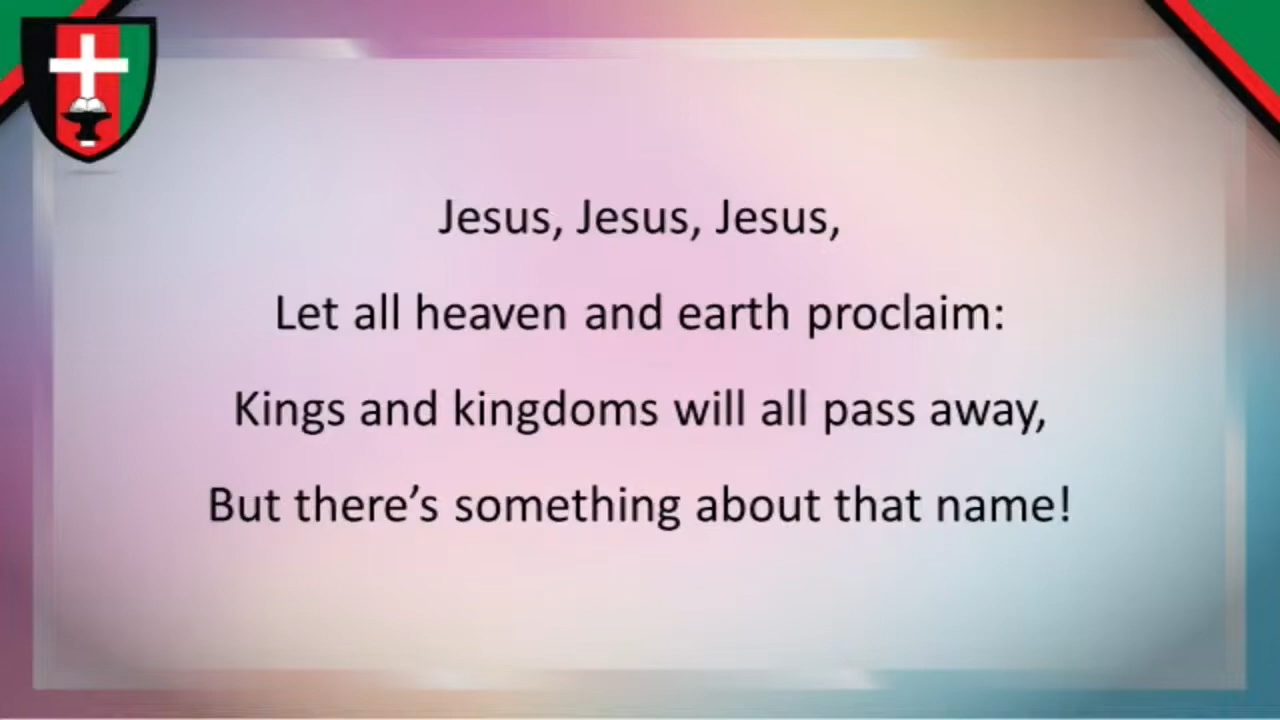 Jesus, Jesus, Jesus,
Let all heaven and earth proclaim:
Kings and kingdoms will all pass away,
But there’s something about that name!